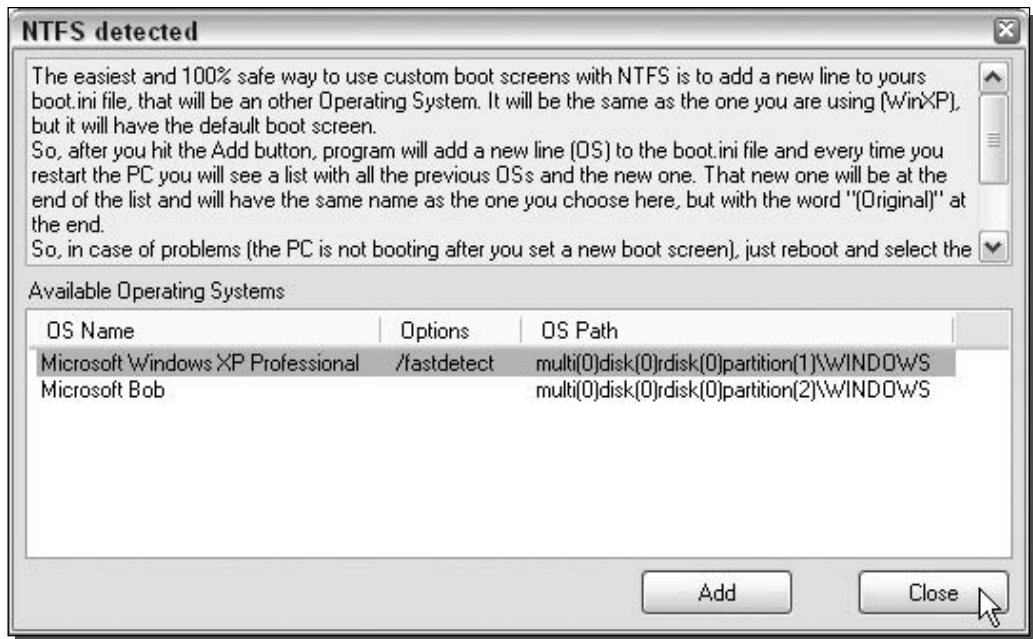 NTFS detected
The easiest and 100% safe way to use custom boot screens with NTFS is to add a new line to yours
boot.ini file, that will be an other Operating System. It will be the same as the one you are using (WinXP),
but it will have the default boot screen.
So, after you hit the Add button, program will add a new line (OS) to the boot.ini file and every time you
restart the PC you will see a list with all the previous OSs and the new one. That new one will be at the
end of the list and will have the same name as the one you choose here, but with the word "(Original)" at
the end.
So, in case of problems (the PC is not booting after you set a new boot screen), just reboot and select the
Available Operating Systems
OS Name Options OS Path
Microsoft Windows XP Professional /fastdetect multi(0)disk(0)rdisk(0)partition(1)\WINDOWS
Microsoft Bob multi(0)disk(0)rdisk(0)partition(2)\WINDOWS
Add Close